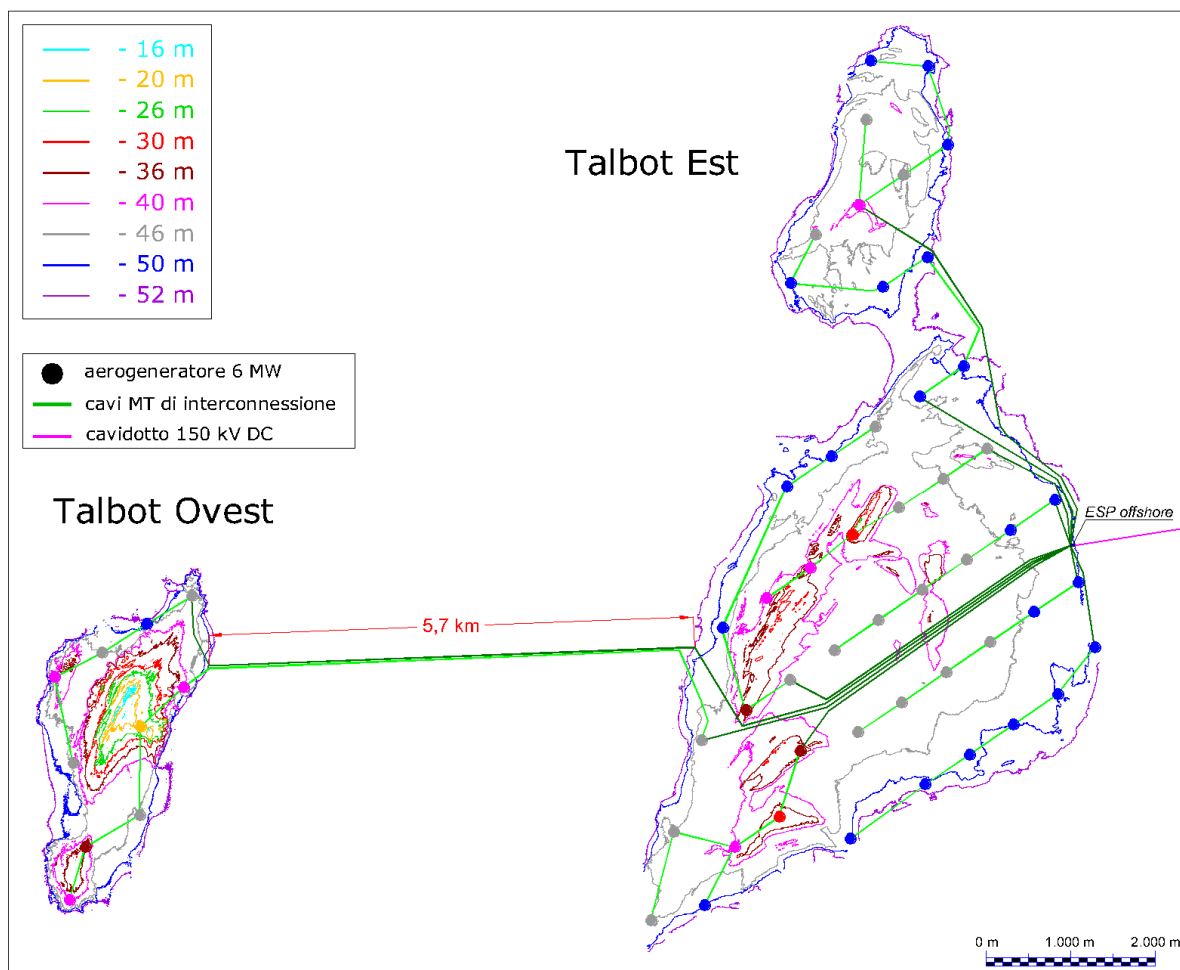 - 16 m
- 20 m
- 26 m
- 30 m
- 36 m
- 40 m
- 46 m
- 50 m
- 52 m
Talbot Est
aerogeneratore 6 MW
cavi MT di interconnessione
cavidotto 150 kV DC
Talbot Ovest
ESP offshore
5,7 km
0 m 1.000 m 2.000 m